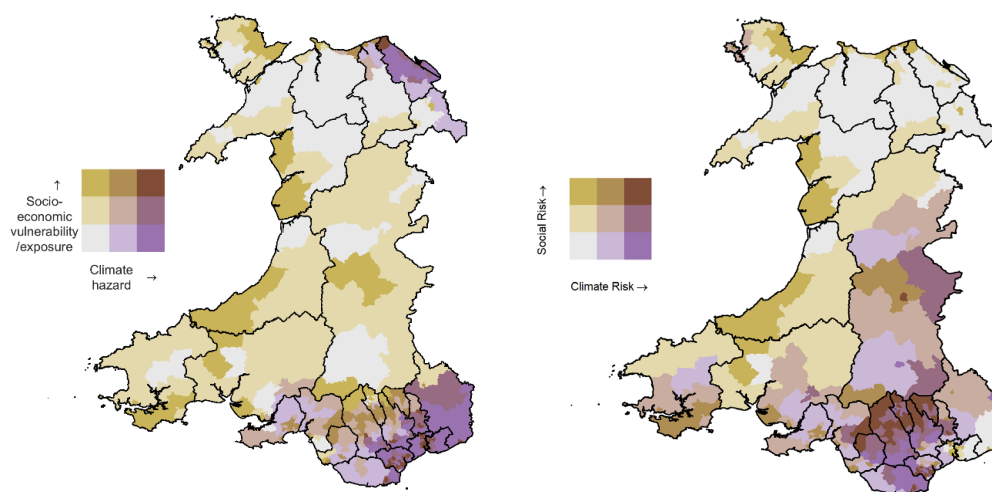 ↑
Socio-
economic
vulnerability
/exposure
Climate →
hazard
Social Risk→
Climate Risk→